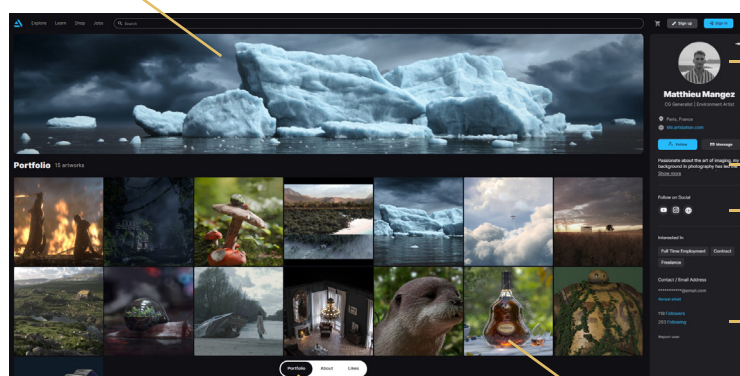 Explore Learn Shop Jobs Search Sign up Sign in
Matthieu Mangez
CG Generalist | Environment Artist
Paris, France
Follow Message
Portfolio 15 artworks
Passionate about the art of imaging, my
background in photography has led me
Show more
Follow on Social
Interested In
Full Time Employment Contract
Freelance
Contact / Email Address
Reveal email
119 Followers
253 Following
Report user
Portfolio About Likes